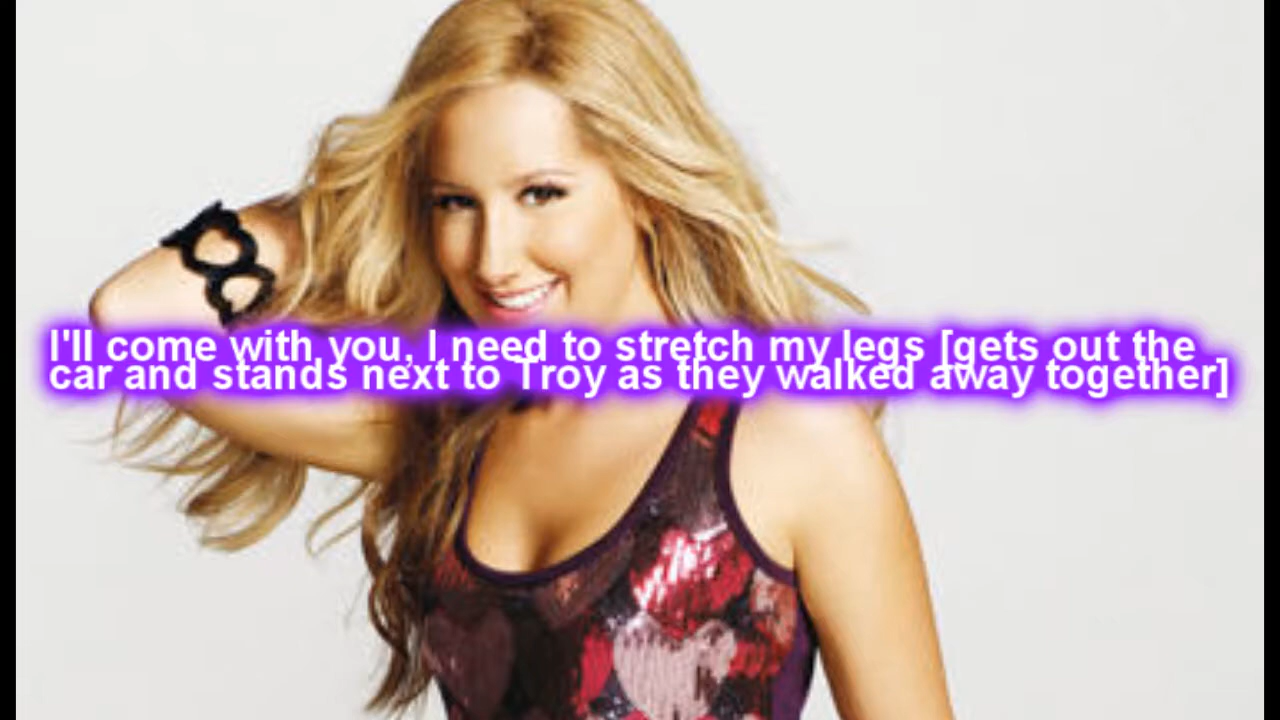 I'll come with you, I need to stretch my legs [gets out the
car and stands next to Troy as they walked away together]